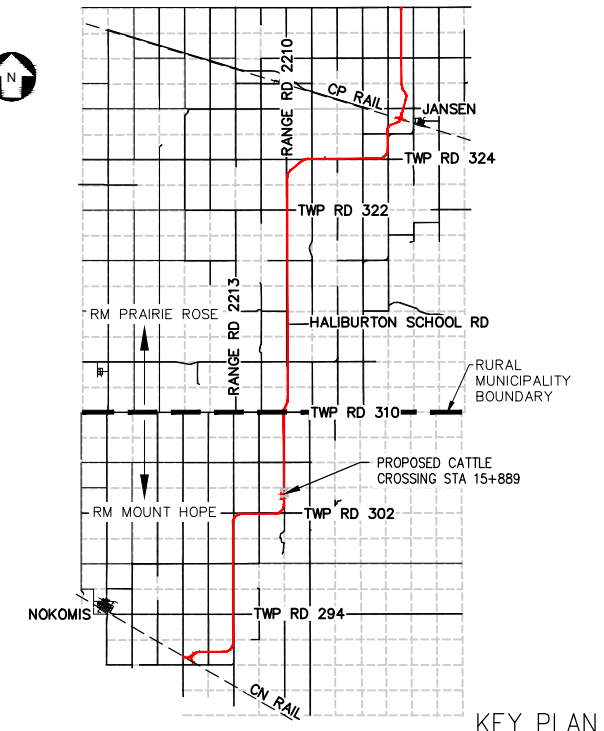 N
RANGE RD 2210
CP RAIL
JANSEN
TWP RD 324
TWP RD 322
RANGE RD 2213
RM PRAIRIE ROSE
HALIBURTON SCHOOL RD
RURAL
MUNICIPALITY
BOUNDARY
TWP RD 310
PROPOSED CATTLE
CROSSING STA 15+889
RM MOUNT HOPE
TWP RD 302
NOKOMIS
TWP RD 294
CN RAIL
KEY PLAN